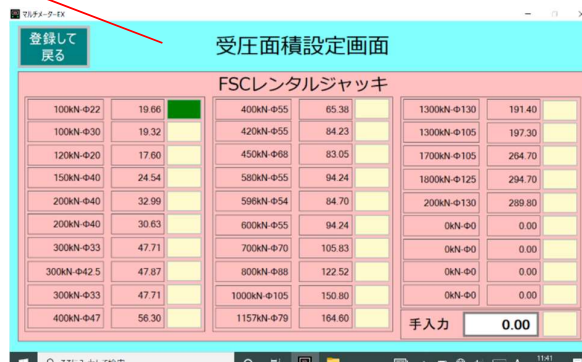 マルチメーターEX
登録して
戻る
受圧面積設定画面
FSCレンタルジャッキ
100kN-Φ22 19.66 400kN-Φ55 65.38 1300kN-Φ130 191.40
100kN-Φ30 19.32 420kN-Φ55 84.23 1300kN-Φ105 197.30
120kN-Φ20 17.60 450kN-Φ68 83.05 1700kN-Φ105 264.70
150kN-Φ40 24.54 580kN-Φ55 94.24 1800kN-Φ125 294.70
200kN-Φ40 32.99 596kN-Φ54 84.70 200kN-Φ130 289.80
200kN-Φ40 30.63 600kN-Φ55 94.24 0kN-Φ0 0.00
300kN-Φ33 47.71 700kN-Φ70 105.83 0kN-Φ0 0.00
300kN-Φ42.5 47.87 800kN-Φ88 122.52 0kN-Φ0 0.00
300kN-Φ33 47.71 1000kN-Φ105 150.80 0kN-Φ0 0.00
400kN-Φ47 56.30 1157kN-Φ79 164.60 手入力 0.00
11:41